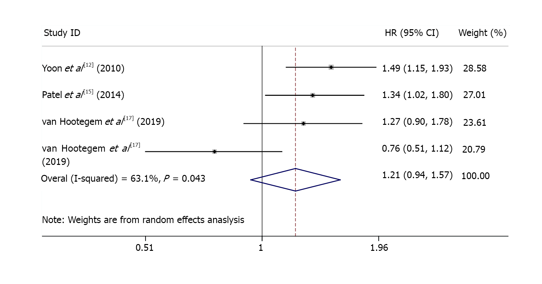 Study ID HR (95% CI) Weight (%)
Yoon et al[12] (2010) 1.49 (1.15, 1.93) 28.58
Patel et al[15] (2014) 1.34 (1.02, 1.80) 27.01
van Hootegem et al[17] (2019) 1.27 (0.90, 1.78) 23.61
van Hootegem et al[17]
(2019) 0.76 (0.51, 1.12) 20.79
Overal (I-squared) = 63.1%, P = 0.043 1.21 (0.94, 1.57) 100.00
Note: Weights are from random effects anaslysis
0.51 1 1.96